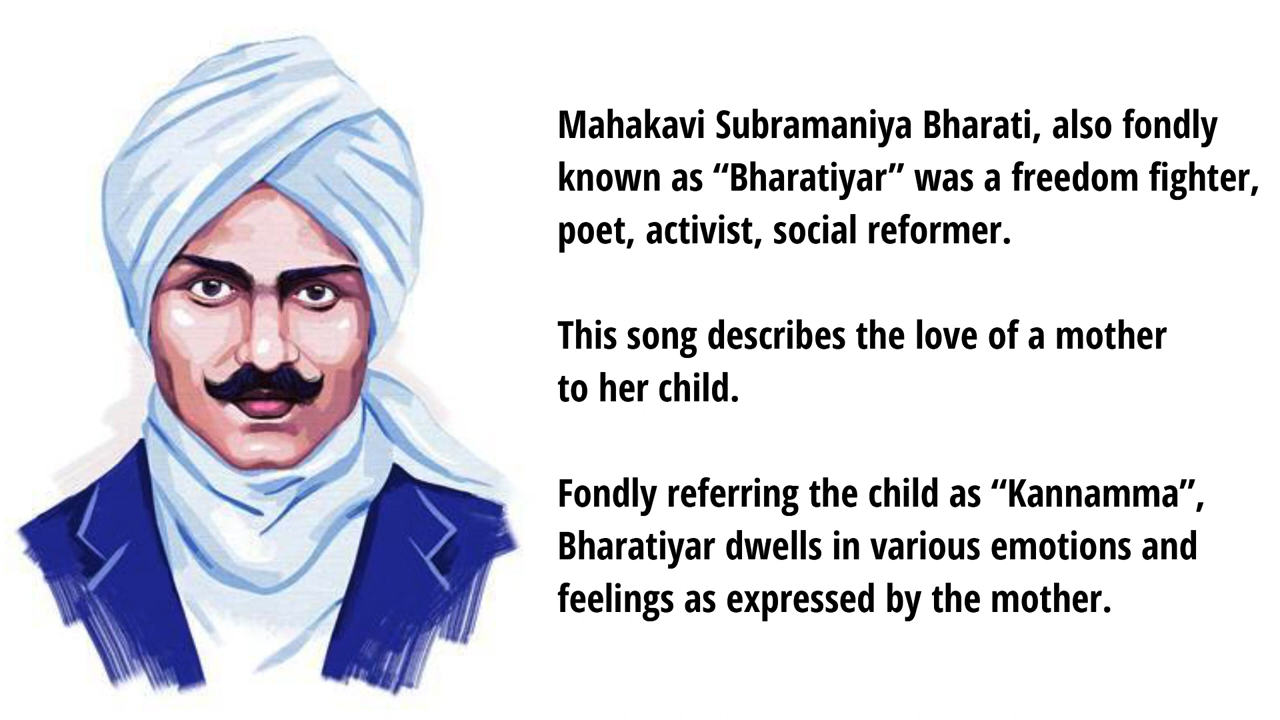 Mahakavi Subramaniya Bharati, also fondly
known as “Bharatiyar” was a freedom fighter,
poet, activist, social reformer.
This song describes the love of a mother
to her child.
Fondly referring the child as “Kannamma”,
Bharatiyar dwells in various emotions and
feelings as expressed by the mother.